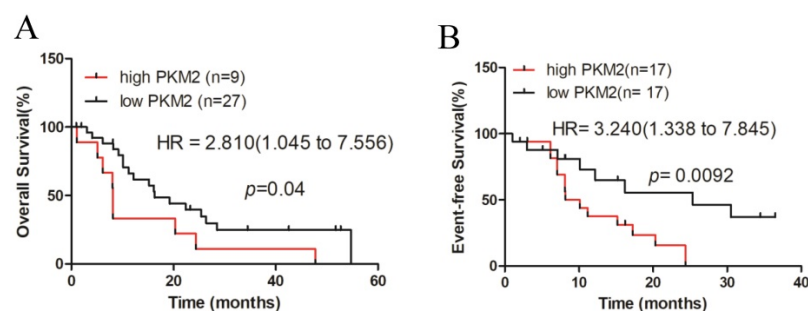 A
high PKM2 (n=9)
low PKM2 (n=27)
HR = 2.810(1.045 to 7.556)
p=0.04
Overall Survival(%)
150
100
50
0
0 20 40 60
Time (months)
B
high PKM2(n=17)
low PKM2(n= 17)
HR= 3.240(1.338 to 7.845)
p= 0.0092
Event-free Survival(%)
150
100
50
0
0 10 20 30 40
Time (months)